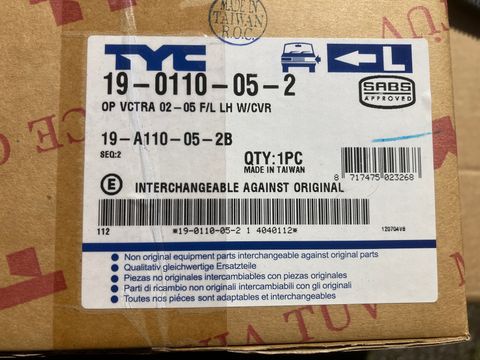 MADE IN
TAIWAN
R.O.C.
TYC
L
19-0110-05-2
OP VCTRA 02-05 F/L LH W/CVR
SABS
APPROVED
19-A110-05-2B
SEQ:2
QTY:1PC
MADE IN TAIWAN
8 717475 023268
E INTERCHANGEABLE AGAINST ORIGINAL
112
*19-0110-05-2 1 4040112*
120704VB
• Non original equipment parts interchangeable against original parts
• Qualitativ gleichwertige Ersatzteile
• Piezas no originales intercambiables con piezas originales
• Parti di ricambio non originali intercambiabili con gli originali
• Toutes nos piéces sont adaptables et interchangeables
TUV